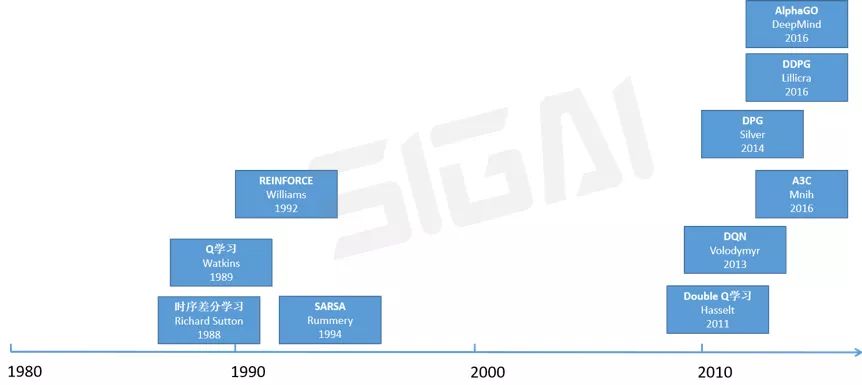 AlphaGO
DeepMind
2016
DDPG
Lillicra
2016
DPG
Silver
2014
REINFORCE
Williams
1992
A3C
Mnih
2016
Q学习
Watkins
1989
DQN
Volodymyr
2013
时序差分学习
Richard Sutton
1988
SARSA
Rummery
1994
Double Q学习
Hasselt
2011
1980
1990
2000
2010
SIGAI